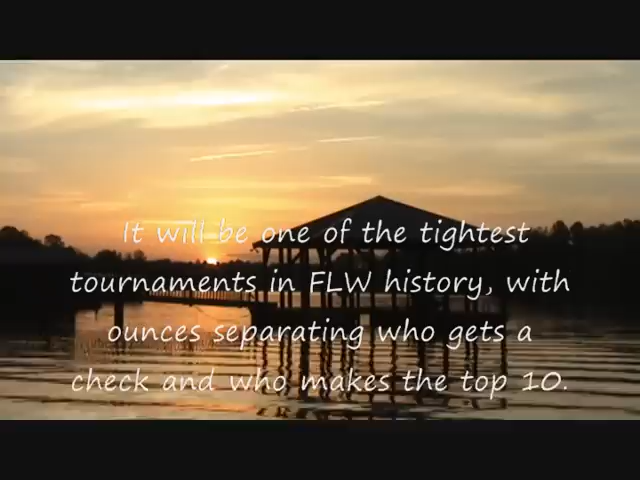 It will be one of the tightest
tournaments in FLW history, with
ounces separating who gets a
check and who makes the top 10.